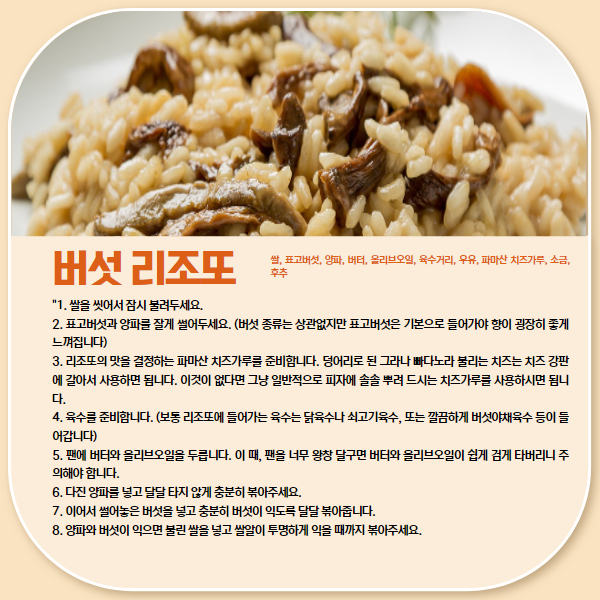 버섯 리조또
쌀, 표고버섯, 양파, 버터, 올리브오일, 육수거리, 우유, 파마산 치즈가루, 소금,
후추
"1. 쌀을 씻어서 잠시 불려두세요.
2. 표고버섯과 양파를 잘게 썰어두세요. (버섯 종류는 상관없지만 표고버섯은 기본으로 들어가야 향이 굉장히 좋게
느껴집니다)
3. 리조또의 맛을 결정하는 파마산 치즈가루를 준비합니다. 덩어리로 된 그라나 빠다노라 불리는 치즈는 치즈 강판
에 갈아서 사용하면 됩니다. 이것이 없다면 그냥 일반적으로 피자에 솔솔 뿌려 드시는 치즈가루를 사용하시면 됩니
다.
4. 육수를 준비합니다. (보통 리조또에 들어가는 육수는 닭육수나 쇠고기육수, 또는 깔끔하게 버섯야채육수 등이 들
어갑니다)
5. 팬에 버터와 올리브오일을 두릅니다. 이 때, 팬을 너무 왕창 달구면 버터와 올리브오일이 쉽게 검게 타버리니 주
의해야 합니다.
6. 다진 양파를 넣고 달달 타지 않게 충분히 볶아주세요.
7. 이어서 썰어놓은 버섯을 넣고 충분히 버섯이 익도록 달달 볶아줍니다.
8. 양파와 버섯이 익으면 불린 쌀을 넣고 쌀알이 투명하게 익을 때까지 볶아주세요.